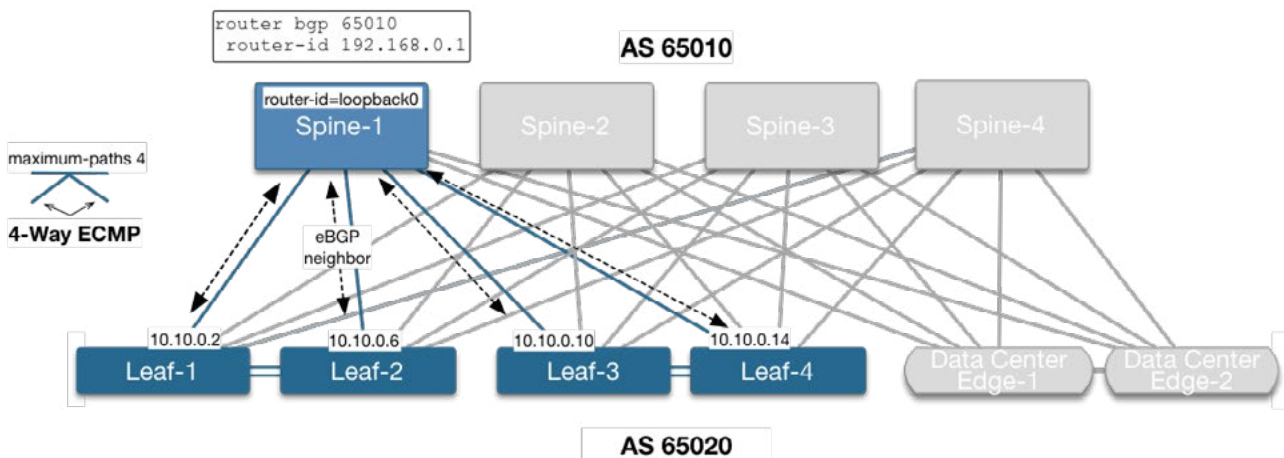 router bgp 65010
router-id 192.168.0.1
AS 65010
router-id=loopback0
Spine-1
Spine-2
Spine-3
Spine-4
maximum-paths 4
4-Way ECMP
eBGP
neighbor
10.10.0.2
10.10.0.6
10.10.0.10
10.10.0.14
Leaf-1
Leaf-2
Leaf-3
Leaf-4
Data Center
Edge-1
Data Center
Edge-2
AS 65020